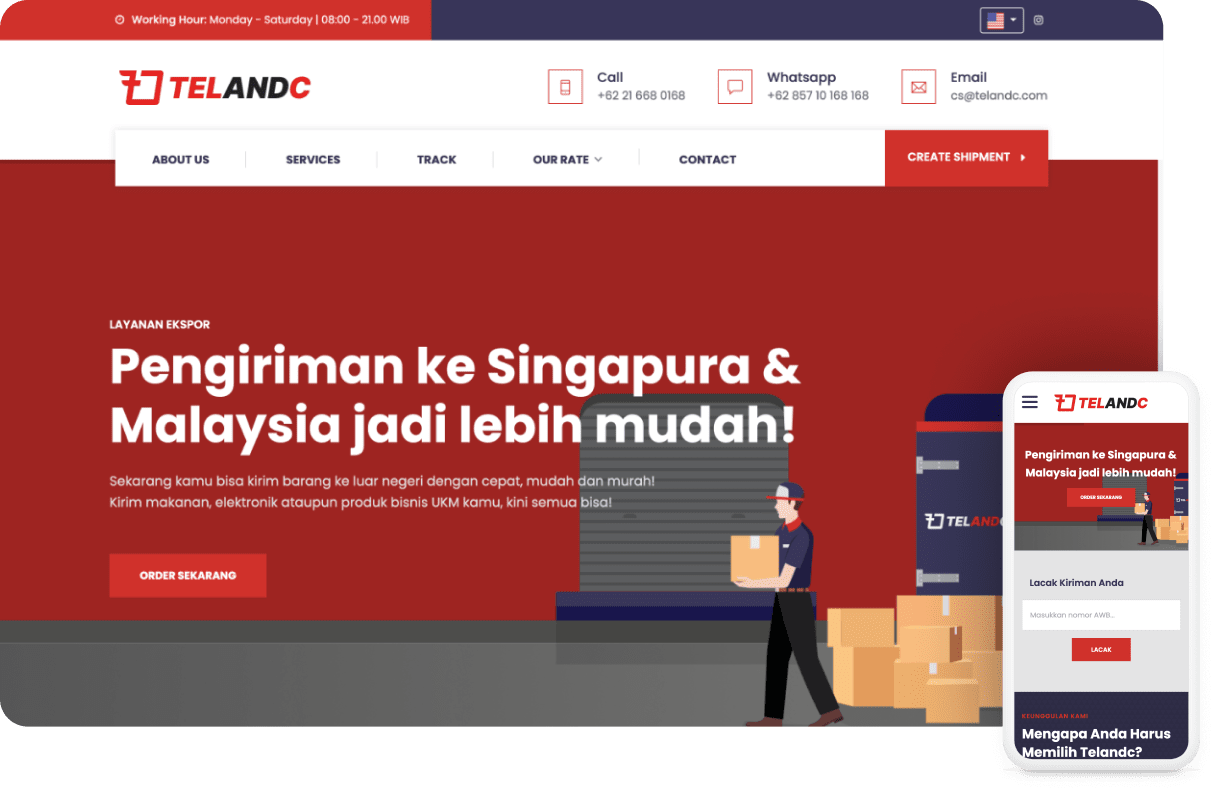 Working Hour: Monday - Saturday | 08:00 - 21.00 WIB
TELANDC
Call
+62 21 668 0168
Whatsapp
+62 857 10 168 168
Email
cs@telandc.com
ABOUT US
SERVICES
TRACK
OUR RATE
CONTACT
CREATE SHIPMENT
LAYANAN EKSPOR
Pengiriman ke Singapura &
Malaysia jadi lebih mudah!
Sekarang kamu bisa kirim barang ke luar negeri dengan cepat, mudah dan murah!
Kirim makanan, elektronik ataupun produk bisnis UKM kamu, kini semua bisa!
ORDER SEKARANG
TELAND
TELANDC
Pengiriman ke Singapura &
Malaysia jadi lebih mudah!
ORDER SEKARANG
Lacak Kiriman Anda
Masukkan nomor AWB...
LACAK
KEUNGGULAN KAMI
Mengapa Anda Harus
Memilih Telandc?